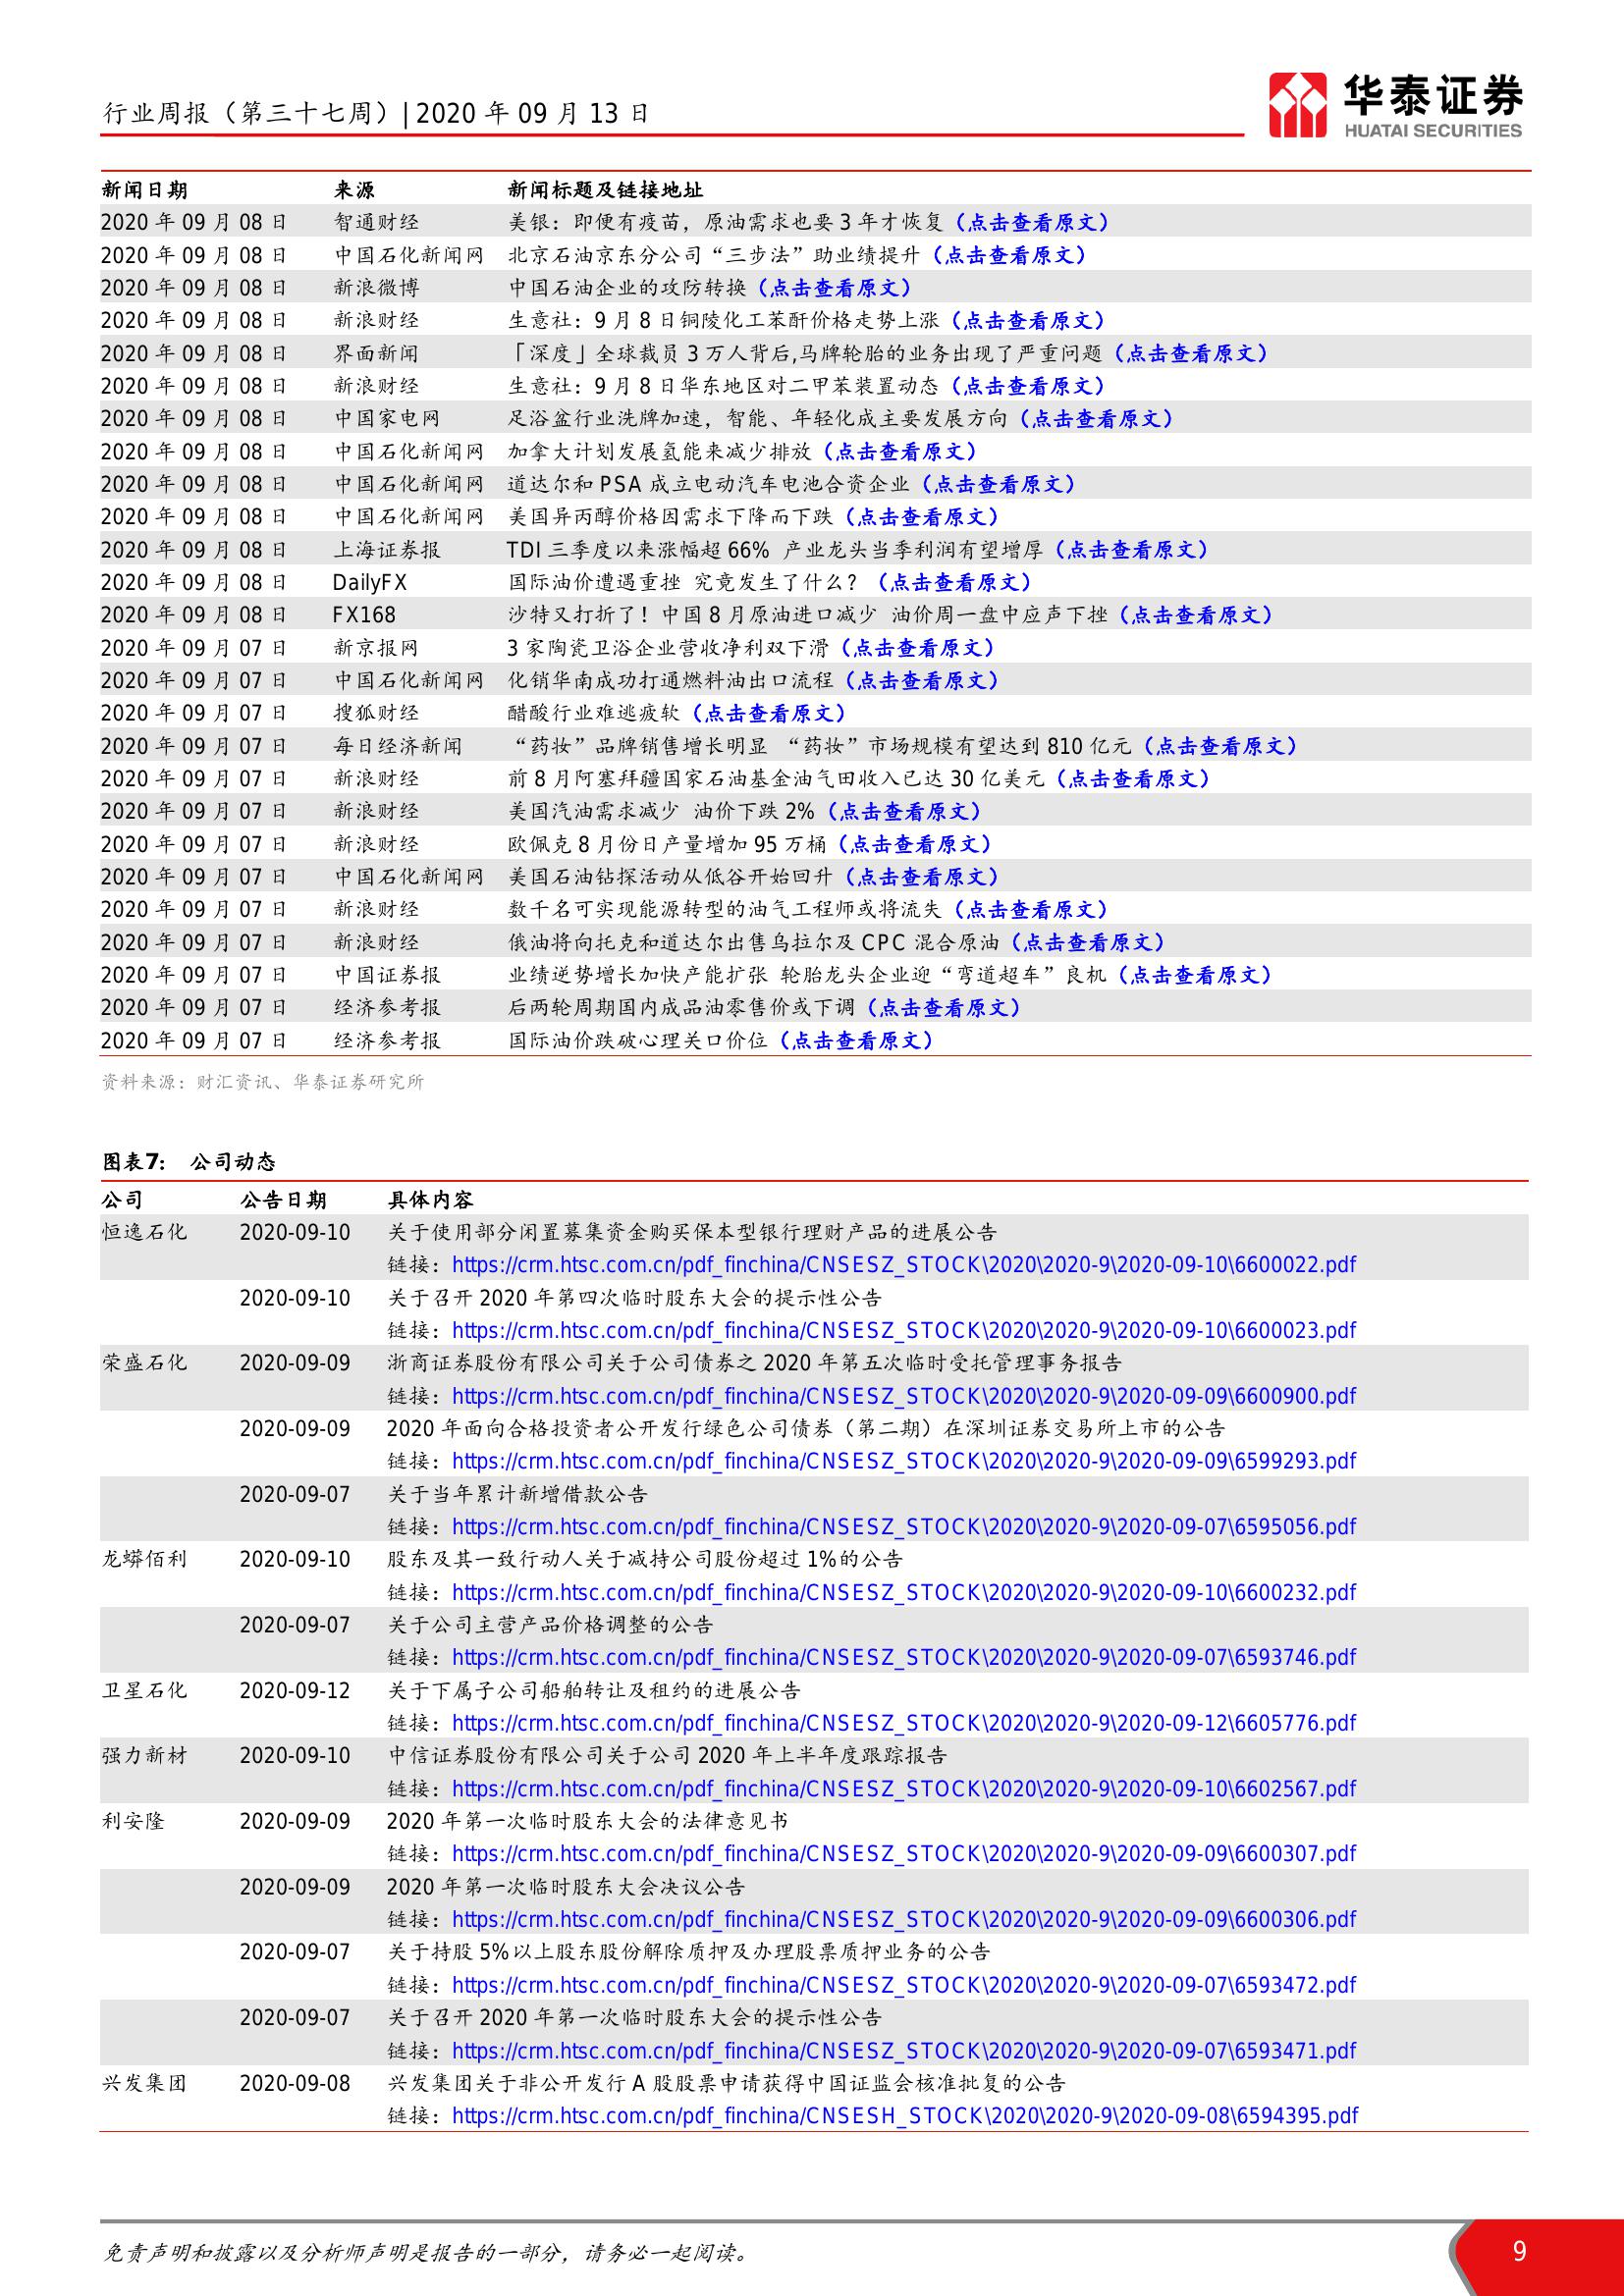 行业周报（第三十七周）| 2020 年 09 月 13 日
华泰证券
HUATAI SECURITIES
新闻日期 来源 新闻标题及链接地址
2020 年 09 月 08 日 智通财经 美银：即便有疫苗，原油需求也要 3 年才恢复（点击查看原文）
2020 年 09 月 08 日 中国石化新闻网 北京石油京东分公司“三步法”助业绩提升（点击查看原文）
2020 年 09 月 08 日 新浪微博 中国石油企业的攻防转换（点击查看原文）
2020 年 09 月 08 日 新浪财经 生意社：9 月 8 日铜陵化工苯酐价格走势上涨（点击查看原文）
2020 年 09 月 08 日 界面新闻 「深度」全球裁员 3 万人背后,马牌轮胎的业务出现了严重问题（点击查看原文）
2020 年 09 月 08 日 新浪财经 生意社：9 月 8 日华东地区对二甲苯装置动态（点击查看原文）
2020 年 09 月 08 日 中国家电网 足浴盆行业洗牌加速，智能、年轻化成主要发展方向（点击查看原文）
2020 年 09 月 08 日 中国石化新闻网 加拿大计划发展氢能来减少排放（点击查看原文）
2020 年 09 月 08 日 中国石化新闻网 道达尔和 PSA 成立电动汽车电池合资企业（点击查看原文）
2020 年 09 月 08 日 中国石化新闻网 美国异丙醇价格因需求下降而下跌（点击查看原文）
2020 年 09 月 08 日 上海证券报 TDI 三季度以来涨幅超 66% 产业龙头当季利润有望增厚（点击查看原文）
2020 年 09 月 08 日 DailyFX 国际油价遭遇重挫 究竟发生了什么？（点击查看原文）
2020 年 09 月 08 日 FX168 沙特又打折了！中国 8 月原油进口减少 油价周一盘中应声下挫（点击查看原文）
2020 年 09 月 07 日 新京报网 3 家陶瓷卫浴企业营收净利双下滑（点击查看原文）
2020 年 09 月 07 日 中国石化新闻网 化销华南成功打通燃料油出口流程（点击查看原文）
2020 年 09 月 07 日 搜狐财经 醋酸行业难逃疲软（点击查看原文）
2020 年 09 月 07 日 每日经济新闻 “药妆”品牌销售增长明显 “药妆”市场规模有望达到 810 亿元（点击查看原文）
2020 年 09 月 07 日 新浪财经 前 8 月阿塞拜疆国家石油基金油气田收入已达 30 亿美元（点击查看原文）
2020 年 09 月 07 日 新浪财经 美国汽油需求减少 油价下跌 2%（点击查看原文）
2020 年 09 月 07 日 新浪财经 欧佩克 8 月份日产量增加 95 万桶（点击查看原文）
2020 年 09 月 07 日 中国石化新闻网 美国石油钻探活动从低谷开始回升（点击查看原文）
2020 年 09 月 07 日 新浪财经 数千名可实现能源转型的油气工程师或将流失（点击查看原文）
2020 年 09 月 07 日 新浪财经 俄油将向托克和道达尔出售乌拉尔及 CPC 混合原油（点击查看原文）
2020 年 09 月 07 日 中国证券报 业绩逆势增长加快产能扩张 轮胎龙头企业迎“弯道超车”良机（点击查看原文）
2020 年 09 月 07 日 经济参考报 后两轮周期国内成品油零售价或下调（点击查看原文）
2020 年 09 月 07 日 经济参考报 国际油价跌破心理关口价位（点击查看原文）
资料来源：财汇资讯、华泰证券研究所
图表7： 公司动态
公司 公告日期 具体内容
恒逸石化 2020-09-10 关于使用部分闲置募集资金购买保本型银行理财产品的进展公告
链接：https://crm.htsc.com.cn/pdf_finchina/CNSESZ_STOCK\2020\2020-9\2020-09-10\6600022.pdf
2020-09-10 关于召开 2020 年第四次临时股东大会的提示性公告
链接：https://crm.htsc.com.cn/pdf_finchina/CNSESZ_STOCK\2020\2020-9\2020-09-10\6600023.pdf
荣盛石化 2020-09-09 浙商证券股份有限公司关于公司债券之 2020 年第五次临时受托管理事务报告
链接：https://crm.htsc.com.cn/pdf_finchina/CNSESZ_STOCK\2020\2020-9\2020-09-09\6600900.pdf
2020-09-09 2020 年面向合格投资者公开发行绿色公司债券（第二期）在深圳证券交易所上市的公告
链接：https://crm.htsc.com.cn/pdf_finchina/CNSESZ_STOCK\2020\2020-9\2020-09-09\6599293.pdf
2020-09-07 关于当年累计新增借款公告
链接：https://crm.htsc.com.cn/pdf_finchina/CNSESZ_STOCK\2020\2020-9\2020-09-07\6595056.pdf
龙蟒佰利 2020-09-10 股东及其一致行动人关于减持公司股份超过 1%的公告
链接：https://crm.htsc.com.cn/pdf_finchina/CNSESZ_STOCK\2020\2020-9\2020-09-10\6600232.pdf
2020-09-07 关于公司主营产品价格调整的公告
链接：https://crm.htsc.com.cn/pdf_finchina/CNSESZ_STOCK\2020\2020-9\2020-09-07\6593746.pdf
卫星石化 2020-09-12 关于下属子公司船舶转让及租约的进展公告
链接：https://crm.htsc.com.cn/pdf_finchina/CNSESZ_STOCK\2020\2020-9\2020-09-12\6605776.pdf
强力新材 2020-09-10 中信证券股份有限公司关于公司 2020 年上半年度跟踪报告
链接：https://crm.htsc.com.cn/pdf_finchina/CNSESZ_STOCK\2020\2020-9\2020-09-10\6602567.pdf
利安隆 2020-09-09 2020 年第一次临时股东大会的法律意见书
链接：https://crm.htsc.com.cn/pdf_finchina/CNSESZ_STOCK\2020\2020-9\2020-09-09\6600307.pdf
2020-09-09 2020 年第一次临时股东大会决议公告
链接：https://crm.htsc.com.cn/pdf_finchina/CNSESZ_STOCK\2020\2020-9\2020-09-09\6600306.pdf
2020-09-07 关于持股 5%以上股东股份解除质押及办理股票质押业务的公告
链接：https://crm.htsc.com.cn/pdf_finchina/CNSESZ_STOCK\2020\2020-9\2020-09-07\6593472.pdf
2020-09-07 关于召开 2020 年第一次临时股东大会的提示性公告
链接：https://crm.htsc.com.cn/pdf_finchina/CNSESZ_STOCK\2020\2020-9\2020-09-07\6593471.pdf
兴发集团 2020-09-08 兴发集团关于非公开发行 A 股股票申请获得中国证监会核准批复的公告
链接：https://crm.htsc.com.cn/pdf_finchina/CNSESH_STOCK\2020\2020-9\2020-09-08\6594395.pdf
免责声明和披露以及分析师声明是报告的一部分，请务必一起阅读。 9